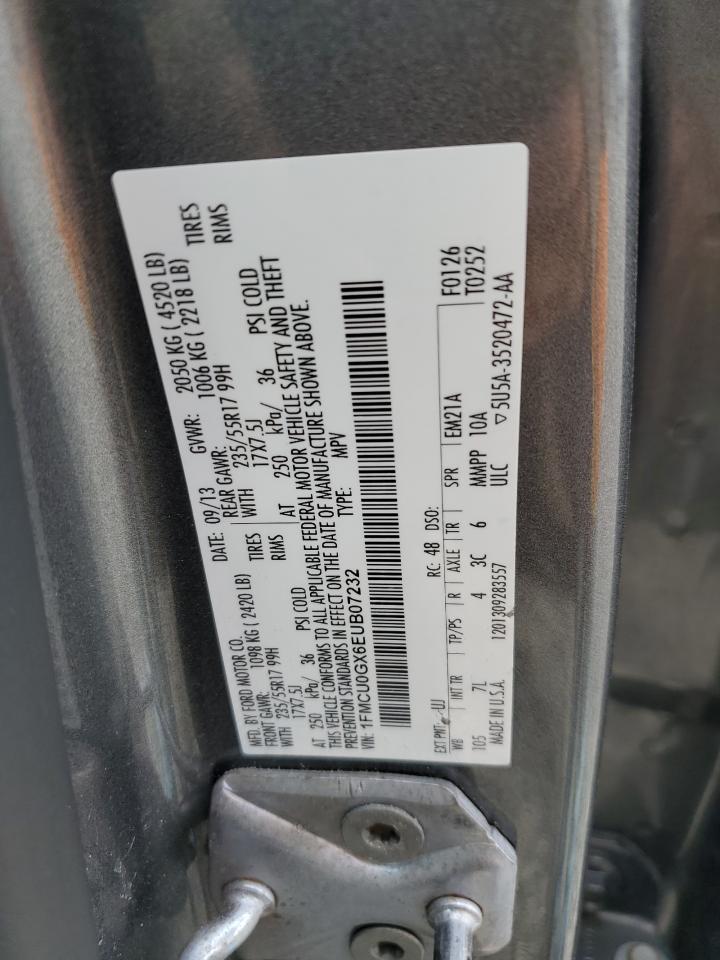 MFD. BY FORD MOTOR CO.
DATE: 09/13 GVWR: 2050 KG ( 4520 LB)
FRONT GAWR: 1098 KG ( 2420 LB) REAR GAWR: 1006 KG ( 2218 LB)
WITH 235/55R17 99H TIRES WITH 235/55R17 99H TIRES
17X7.5J RIMS 17X7.5J RIMS
AT 250 kPa/ 36 PSI COLD AT 250 kPa/ 36 PSI COLD
THIS VEHICLE CONFORMS TO ALL APPLICABLE FEDERAL MOTOR VEHICLE SAFETY AND THEFT
PREVENTION STANDARDS IN EFFECT ON THE DATE OF MANUFACTURE SHOWN ABOVE.
VIN: 1FMCU0GX6EUB07232 TYPE: MPV
EXT PNT: UJ RC: 48 DSO: F0126
WB INT TR TP/PS R AXLE TR SPR EM21A T0252
105 7L 4 3C 6 MMPP 10A
MADE IN U.S.A. 1201309283557 ULC ▽5U5A-3520472-AA